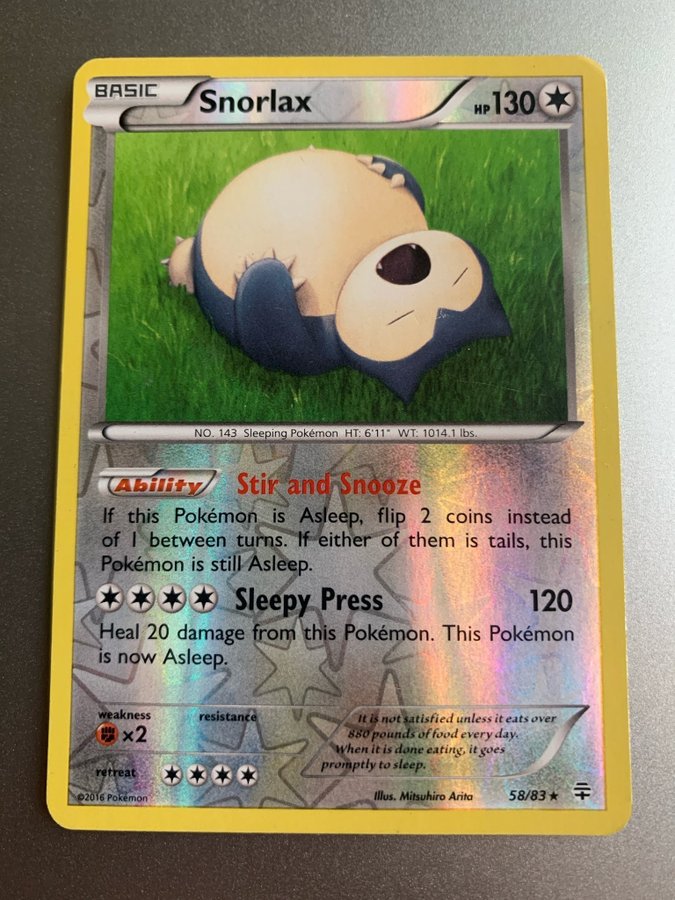 BASIC Snorlax HP 130
NO. 143 Sleeping Pokémon HT: 6'11" WT: 1014.1 lbs.
Ability Stir and Snooze
If this Pokémon is Asleep, flip 2 coins instead
of 1 between turns. If either of them is tails, this
Pokémon is still Asleep.
Sleepy Press 120
Heal 20 damage from this Pokémon. This Pokémon
is now Asleep.
weakness resistance
×2
retreat
It is not satisfied unless it eats over
880 pounds of food every day.
When it is done eating, it goes
promptly to sleep.
©2016 Pokémon Illus. Mitsuhiro Arita 58/83 ★